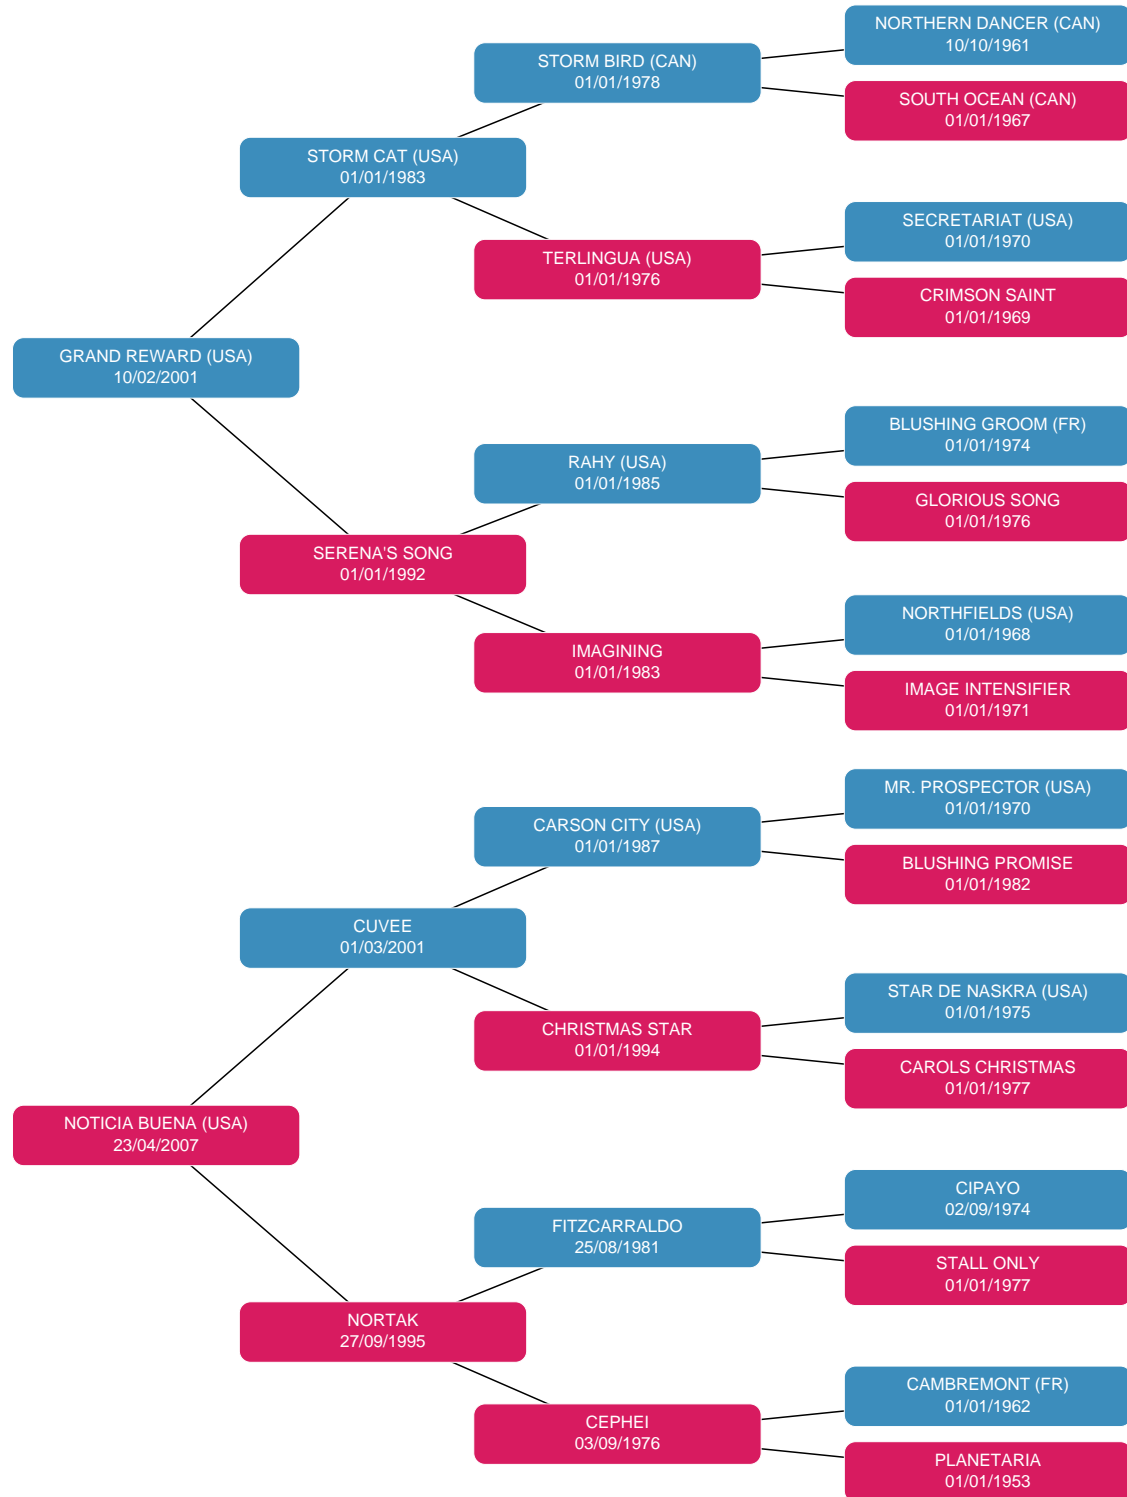 NORTHERN DANCER (CAN)
10/10/1961
STORM BIRD (CAN)
01/01/1978
SOUTH OCEAN (CAN)
01/01/1967
STORM CAT (USA)
01/01/1983
SECRETARIAT (USA)
01/01/1970
TERLINGUA (USA)
01/01/1976
CRIMSON SAINT
01/01/1969
GRAND REWARD (USA)
10/02/2001
BLUSHING GROOM (FR)
01/01/1974
RAHY (USA)
01/01/1985
GLORIOUS SONG
01/01/1976
SERENA'S SONG
01/01/1992
NORTHFIELDS (USA)
01/01/1968
IMAGINING
01/01/1983
IMAGE INTENSIFIER
01/01/1971
MR. PROSPECTOR (USA)
01/01/1970
CARSON CITY (USA)
01/01/1987
BLUSHING PROMISE
01/01/1982
CUVEE
01/03/2001
STAR DE NASKRA (USA)
01/01/1975
CHRISTMAS STAR
01/01/1994
CAROLS CHRISTMAS
01/01/1977
NOTICIA BUENA (USA)
23/04/2007
CIPAYO
02/09/1974
FITZCARRALDO
25/08/1981
STALL ONLY
01/01/1977
NORTAK
27/09/1995
CAMBREMONT (FR)
01/01/1962
CEPHEI
03/09/1976
PLANETARIA
01/01/1953